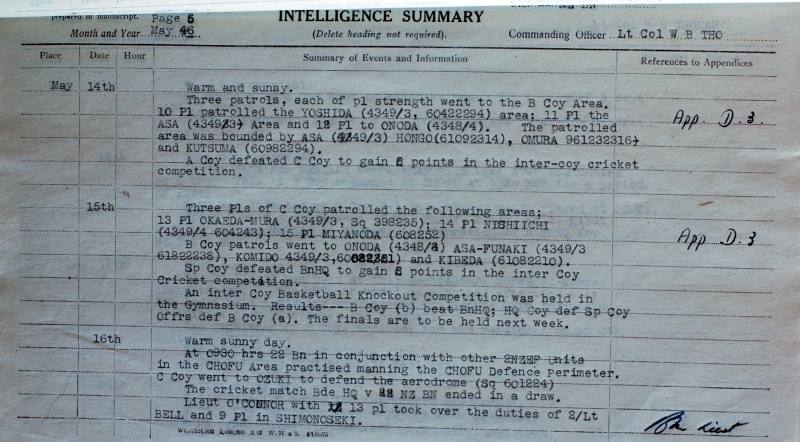 prepared in manuscript. Page 5
INTELLIGENCE SUMMARY
Month and Year May 46 (Delete heading not required). Commanding Officer Lt Col W B THO
Place Date Hour Summary of Events and Information References to Appendices
May 14th Warm and sunny.
Three patrols, each of pl strength went to the B Coy Area.
10 Pl patrolled the YOSHIDA (4349/3, 60422294) area; 11 Pl the
ASA (4349/3) Area and 12 Pl to ONODA (4348/4). The patrolled App. D.3
area was bounded by ASA (4349/3) HONGO(61092314), OMURA 961232316)
and KUTSUMA (60982294).
A Coy defeated C Coy to gain 5 points in the inter-coy cricket
competition.
15th Three Pls of C Coy patrolled the following areas;
13 Pl OKAEDA-MURA (4349/3, Sq 398235); 14 Pl NISHIICHI
(4349/4 604243); 15 Pl MIYANODA (608252) App D.3
B Coy patrols went to ONODA (4348/4) ASA-FUNAKI (4349/3
61822238), KOMIDO 4349/3, and KIBEDA (61082210).
Sp Coy defeated BnHQ to gain 5 points in the inter Coy
Cricket competition.
An inter Coy Basketball Knockout Competition was held in
the Gymnasium. Results--- B Coy (b) beat BnHQ; HQ Coy def Sp Coy
Offrs def B Coy (a). The finals are to be held next week.
16th Warm sunny day.
At 0930 hrs 22 Bn in conjunction with other 2NZEF Units
in the CHOFU Area practised manning the CHOFU Defence Perimeter.
C Coy went to OZUKI to defend the aerodrome (Sq 601224)
The cricket match Bde HQ v 22 NZ BN ended in a draw.
Lieut O'CONNOR with 13 pl took over the duties of 2/Lt
BELL and 9 Pl in SHIMONOSEKI. Lieut